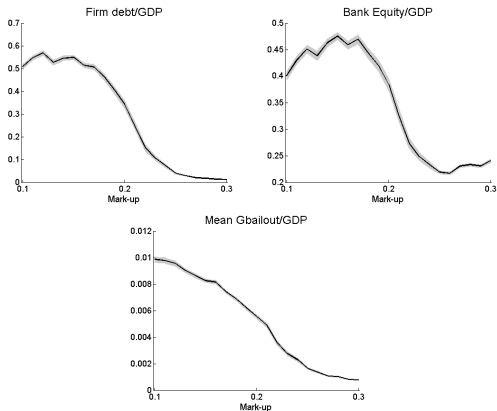 Firm debt/GDP
0.7
0.6
0.5
0.4
0.3
0.2
0.1
0
0.1 0.2 0.3
Mark-up
Bank Equity/GDP
0.5
0.45
0.4
0.35
0.3
0.25
0.2
0.1 0.2 0.3
Mark-up
Mean Gbailout/GDP
0.012
0.01
0.008
0.006
0.004
0.002
0
0.1 0.2 0.3
Mark-up